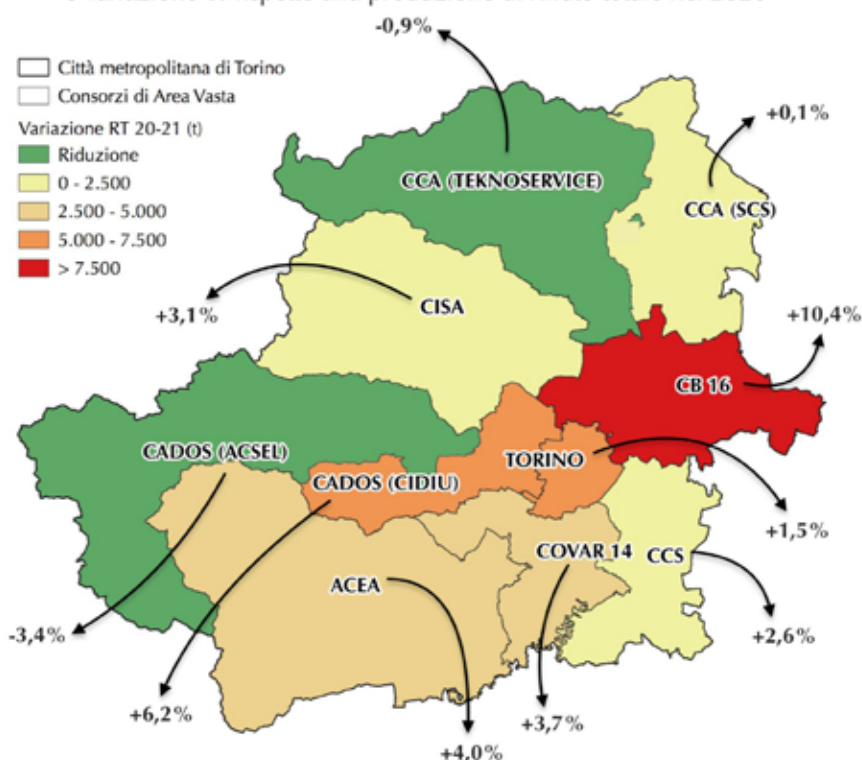 -0,9%
Città metropolitana di Torino
Consorzi di Area Vasta
Variazione RT 20-21 (t)
Riduzione
0 - 2.500
2.500 - 5.000
5.000 - 7.500
> 7.500
+0,1%
CCA (TEKNOSERVICE)
CCA (SCS)
CISA
+3,1%
+10,4%
CB 16
CADOS (ACSEL)
TORINO
CADOS (CIDIU)
+1,5%
COVAR 14
CCS
ACEA
-3,4%
+2,6%
+6,2%
+3,7%
+4,0%